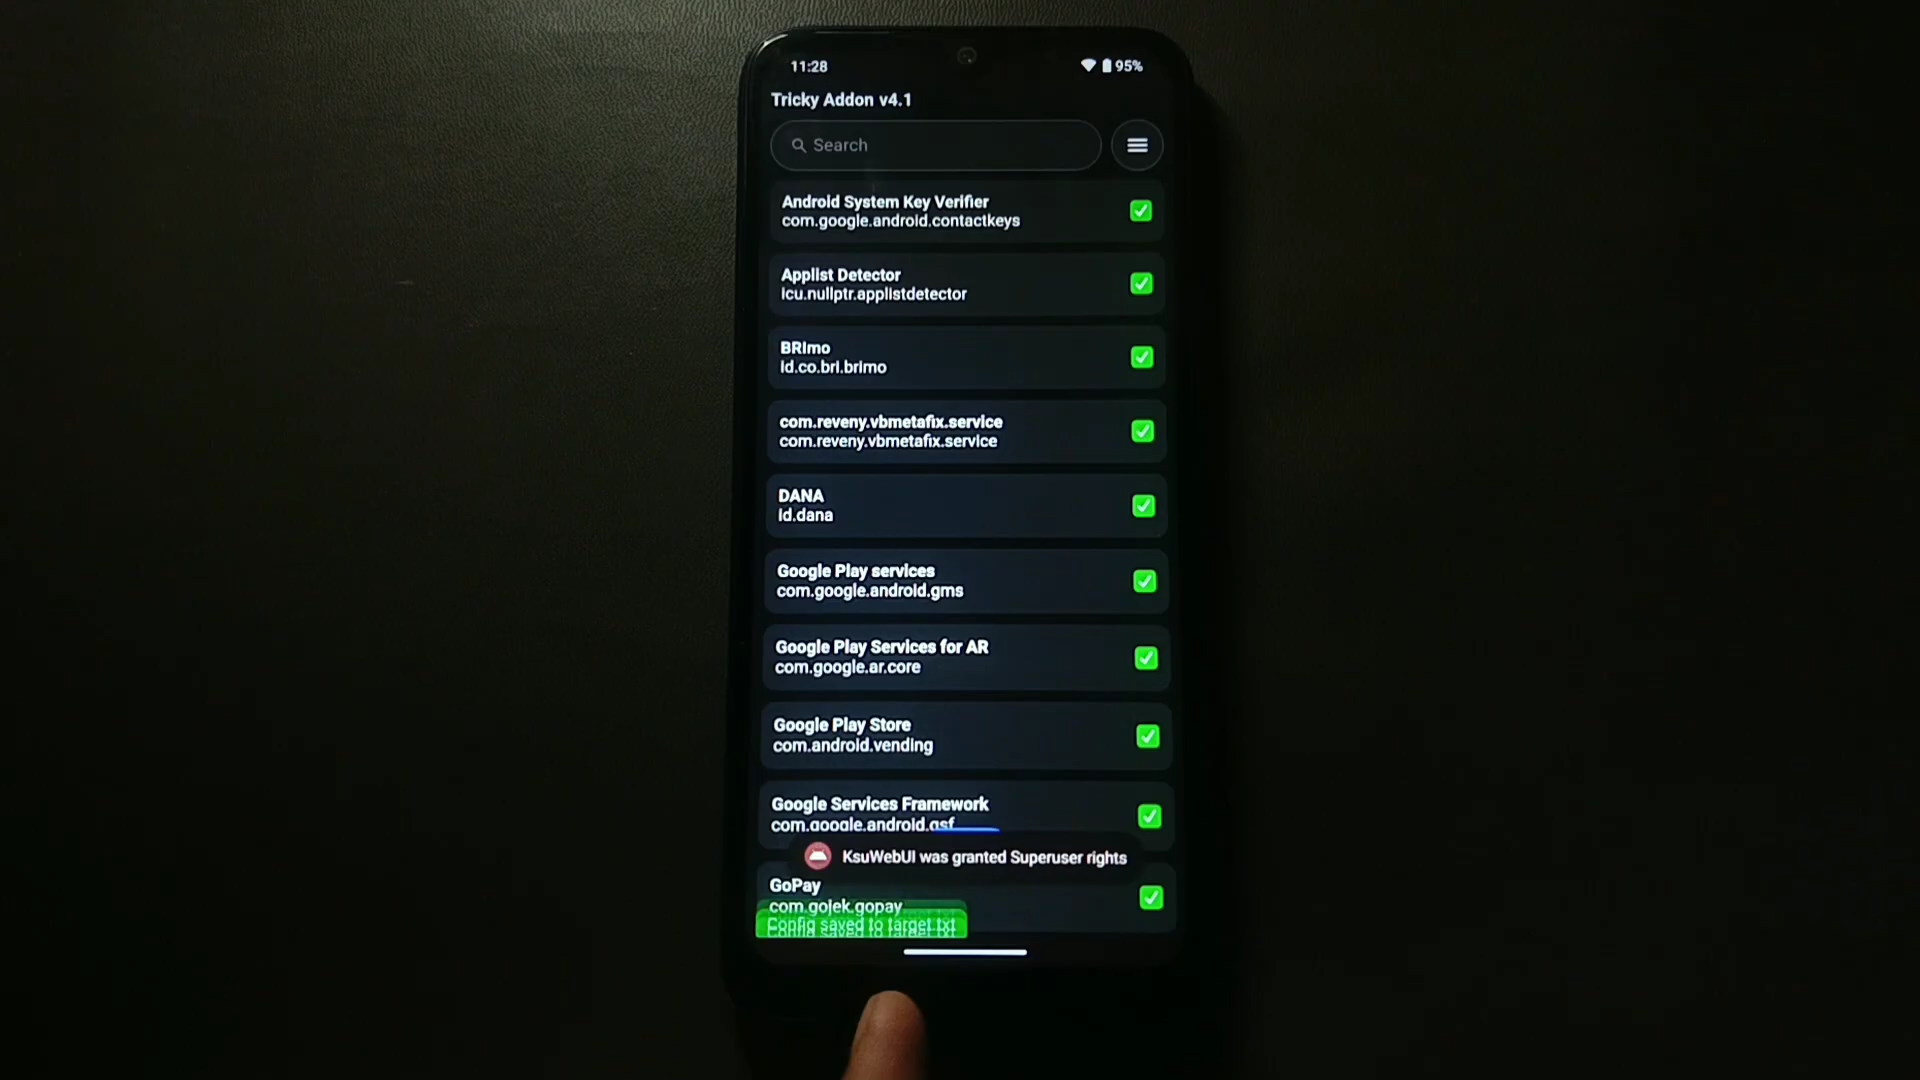 11:28
95%
Tricky Addon v4.1
Search
Android System Key Verifier
com.google.android.contactkeys
Applist Detector
icu.nullptr.applistdetector
BRImo
id.co.bri.brimo
com.reveny.vbmetafix.service
com.reveny.vbmetafix.service
DANA
id.dana
Google Play services
com.google.android.gms
Google Play Services for AR
com.google.ar.core
Google Play Store
com.android.vending
Google Services Framework
com.google.android.gsf
KsuWebUI was granted Superuser rights
GoPay
com.gojek.gopay
Config saved to target.txt